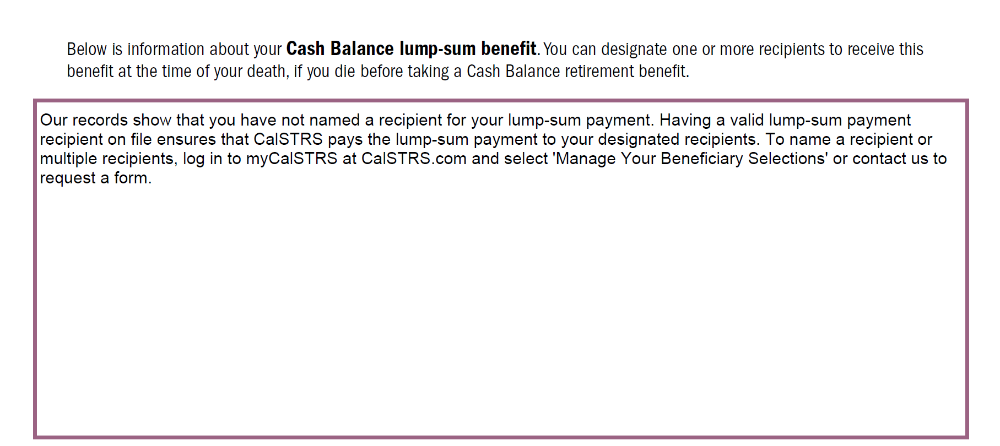 Below is information about your Cash Balance lump-sum benefit. You can designate one or more recipients to receive this
benefit at the time of your death, if you die before taking a Cash Balance retirement benefit.
Our records show that you have not named a recipient for your lump-sum payment. Having a valid lump-sum payment
recipient on file ensures that CalSTRS pays the lump-sum payment to your designated recipients. To name a recipient or
multiple recipients, log in to myCalSTRS at CalSTRS.com and select 'Manage Your Beneficiary Selections' or contact us to
request a form.